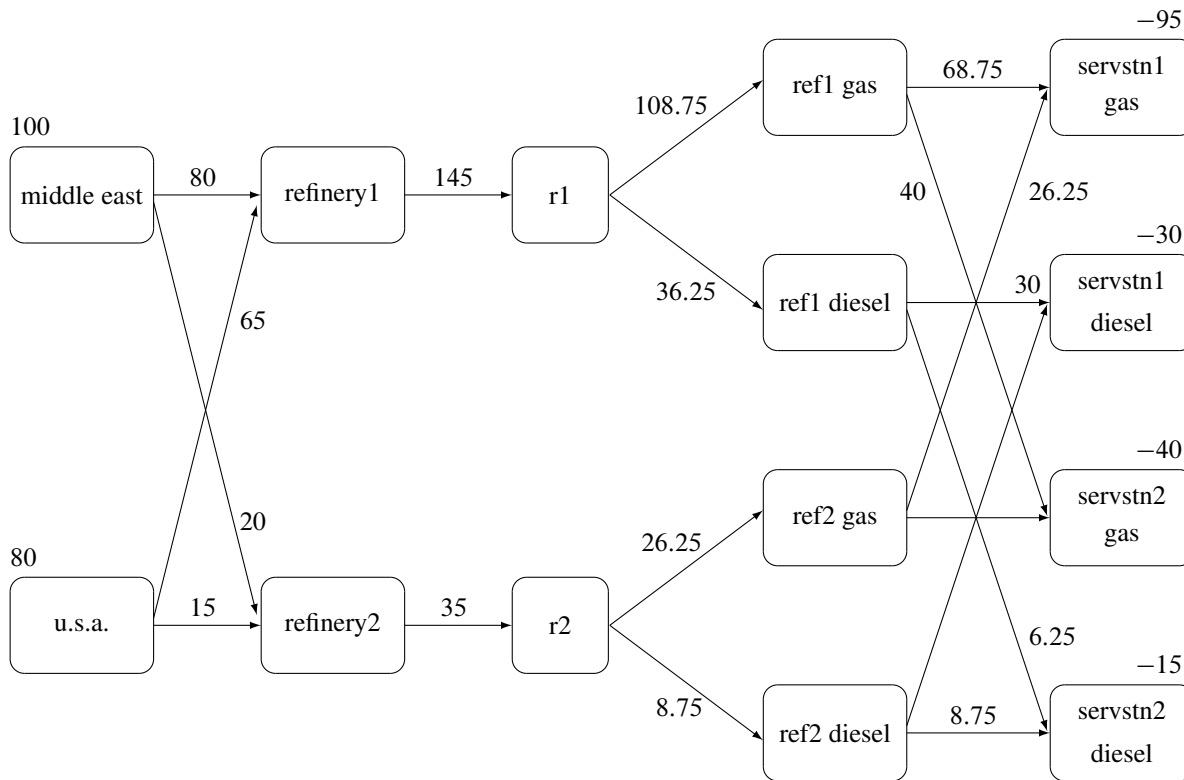 −95
68.75
servstn1
gas
ref1 gas
108.75
100
middle east
80
refinery1
145
r1
40
26.25
−30
36.25
ref1 diesel
30
servstn1
diesel
65
−40
servstn2
gas
20
26.25
ref2 gas
80
u.s.a.
15
refinery2
35
r2
6.25
−15
8.75
ref2 diesel
8.75
servstn2
diesel